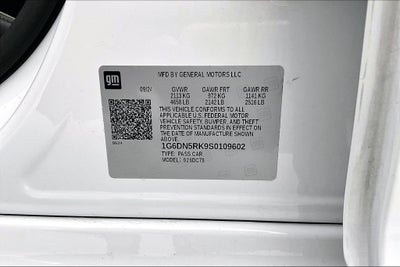 gm
MFD BY GENERAL MOTORS LLC
09/24 GVWR GAWR FRT GAWR RR
2113 KG 972 KG 1141 KG
4658 LB 2142 LB 2516 LB
THIS VEHICLE CONFORMS TO ALL
APPLICABLE U.S. FEDERAL MOTOR
VEHICLE SAFETY, BUMPER, AND THEFT
PREVENTION STANDARDS IN EFFECT ON
THE DATE OF MANUFACTURE SHOWN
ABOVE.
1G6DN5RK9S0109602
TYPE: PASS CAR